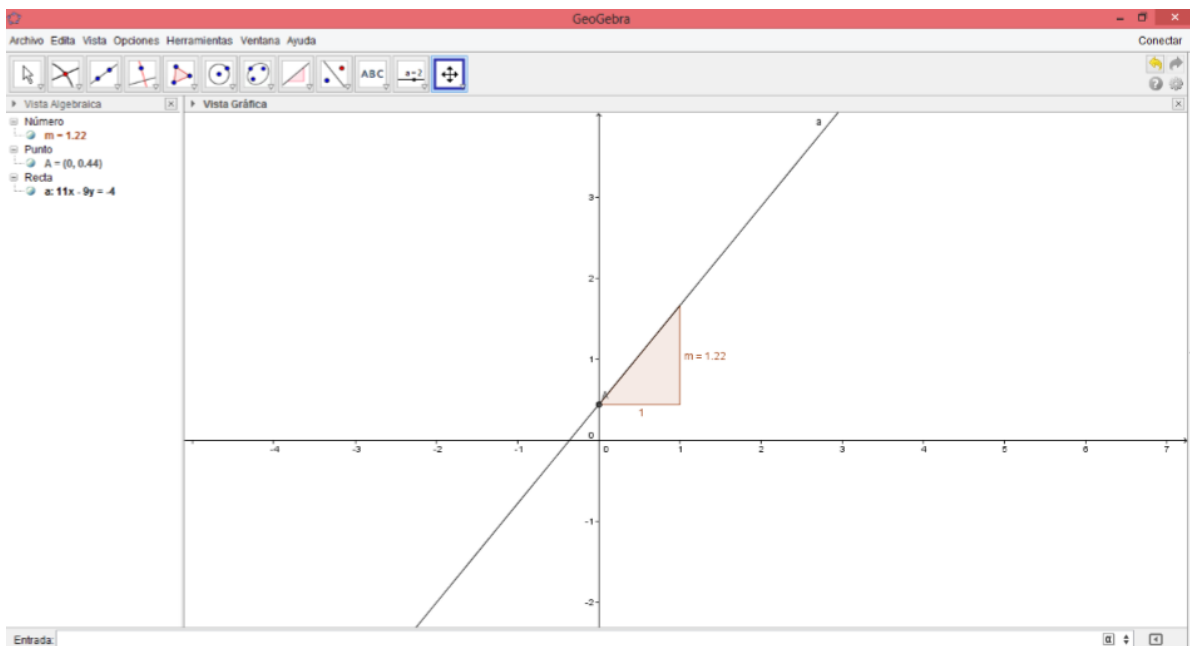 GeoGebra
Archivo Edita Vista Opciones Herramientas Ventana Ayuda
Conectar
ABC
a=2
Vista Algebraica
Vista Gráfica
Número
m = 1.22
Punto
A = (0, 0.44)
Recta
a: 11x - 9y = -4
a
3
2
1
m = 1.22
A
1
0
-4 -3 -2 -1 0 1 2 3 4 5 6 7
-1
-2
Entrada:
α